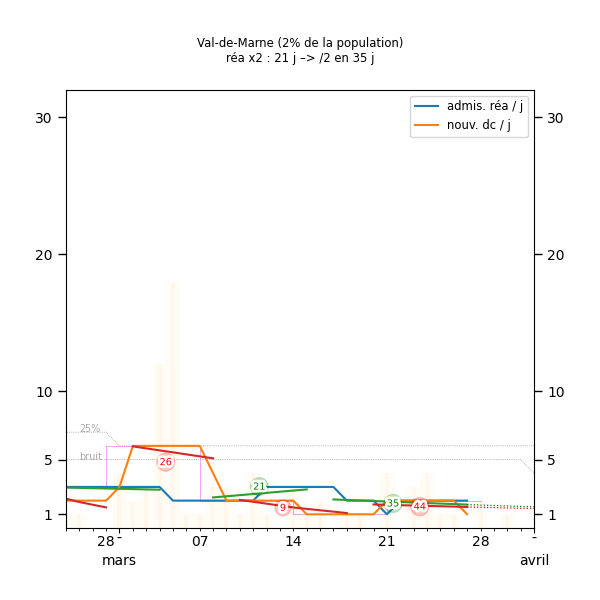 Val-de-Marne (2% de la population)
réa x2 : 21 j –> /2 en 35 j
admis. réa / j
nouv. dc / j
30 30
20 20
10 10
25%
bruit
5 5
26
21
9
35
44
1 1
28 - 07 14 21 28 -
mars avril